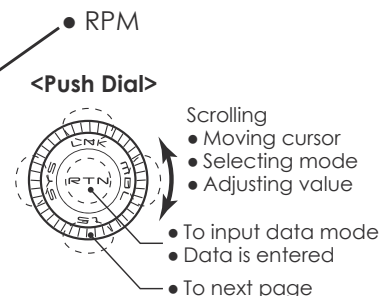 ● RPM
<Push Dial>
Scrolling
● Moving cursor
● Selecting mode
● Adjusting value
LNK
SYS
RTN
MDL
S1
● To input data mode
● Data is entered
● To next page